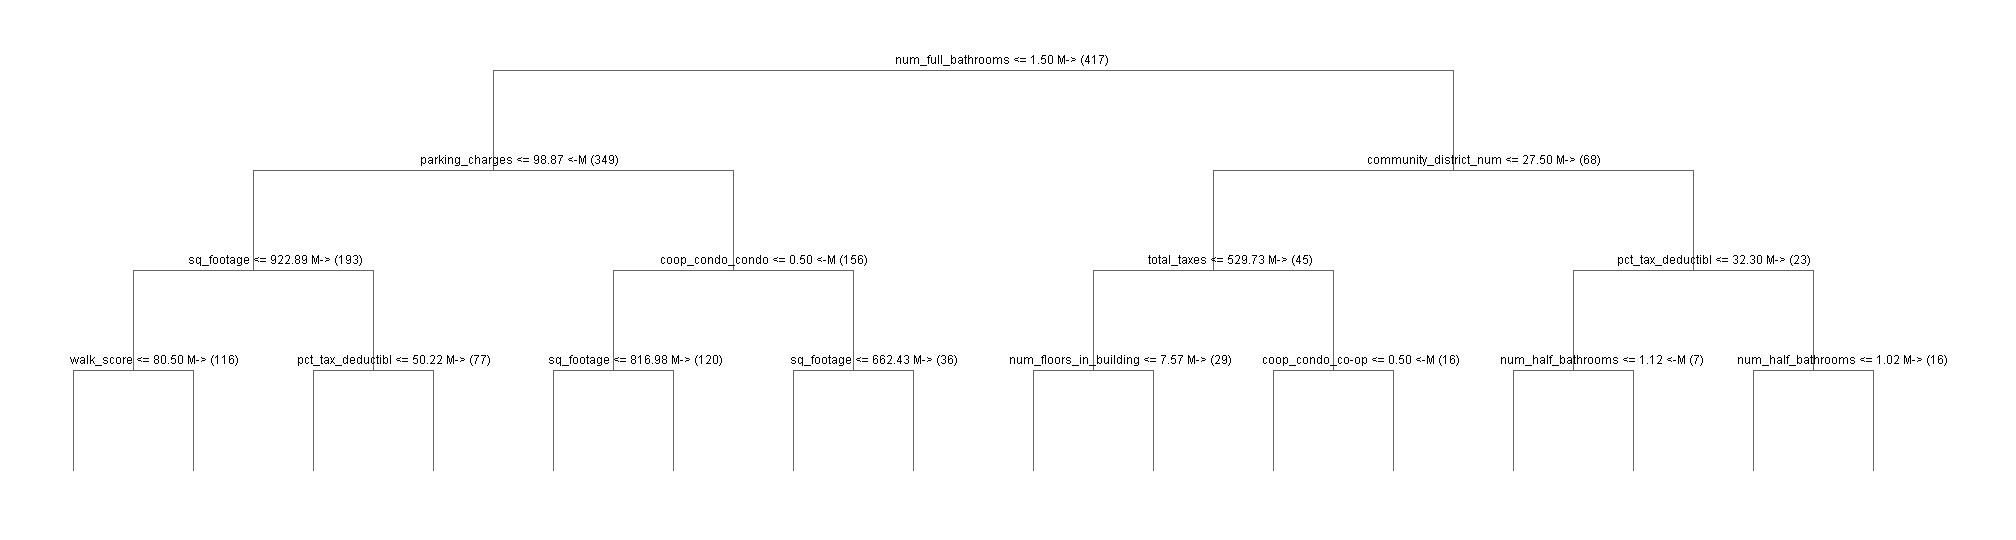 num_full_bathrooms <= 1.50 M-> (417)
parking_charges <= 98.87 <-M (349)
community_district_num <= 27.50 M-> (68)
sq_footage <= 922.89 M-> (193)
coop_condo_condo <= 0.50 <-M (156)
total_taxes <= 529.73 M-> (45)
pct_tax_deductibl <= 32.30 M-> (23)
walk_score <= 80.50 M-> (116)
pct_tax_deductibl <= 50.22 M-> (77)
sq_footage <= 816.98 M-> (120)
sq_footage <= 662.43 M-> (36)
num_floors_in_building <= 7.57 M-> (29)
coop_condo_co-op <= 0.50 <-M (16)
num_half_bathrooms <= 1.12 <-M (7)
num_half_bathrooms <= 1.02 M-> (16)